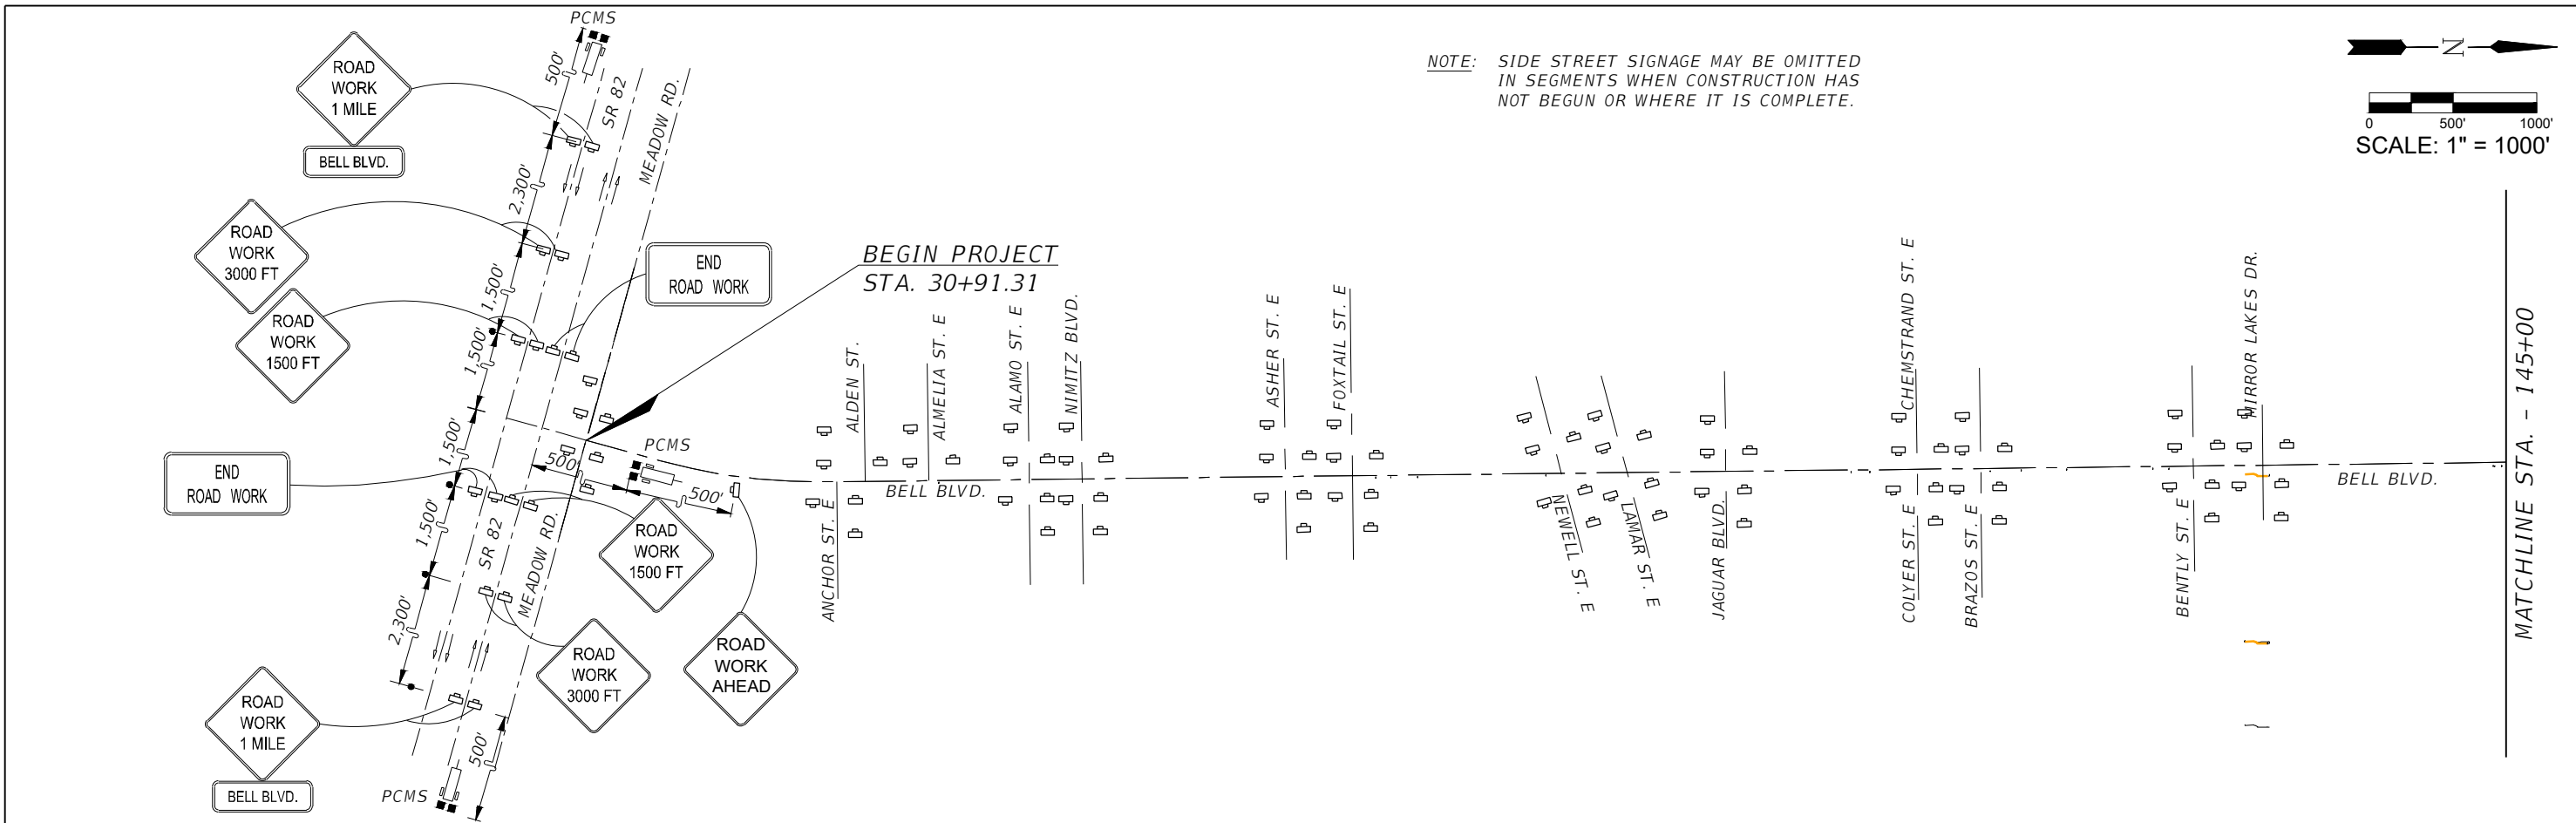 PCMS
500'
ROAD
WORK
1 MILE
BELL BLVD.
SR 82
MEADOW RD.
2,300'
ROAD
WORK
3000 FT
1,500'
ROAD
WORK
1500 FT
1,500'
END
ROAD WORK
BEGIN PROJECT
STA. 30+91.31
NOTE: SIDE STREET SIGNAGE MAY BE OMITTED
IN SEGMENTS WHEN CONSTRUCTION HAS
NOT BEGUN OR WHERE IT IS COMPLETE.
N
0 500' 1000'
SCALE: 1" = 1000'
1,500'
END
ROAD WORK
PCMS
500'
500'
1,500'
SR 82
MEADOW RD.
ROAD
WORK
1500 FT
2,300'
ROAD
WORK
3000 FT
ROAD
WORK
AHEAD
ROAD
WORK
1 MILE
BELL BLVD.
500'
PCMS
ALDEN ST.
ALMELIA ST. E
ALAMO ST. E
NIMITZ BLVD.
ASHER ST. E
FOXTAIL ST. E
CHEMSTRAND ST. E
MIRROR LAKES DR.
BELL BLVD.
BELL BLVD.
ANCHOR ST. E
NEWELL ST. E
LAMAR ST. E
JAGUAR BLVD.
COLYER ST. E
BRAZOS ST. E
BENTLY ST. E
MATCHLINE STA. - 145+00